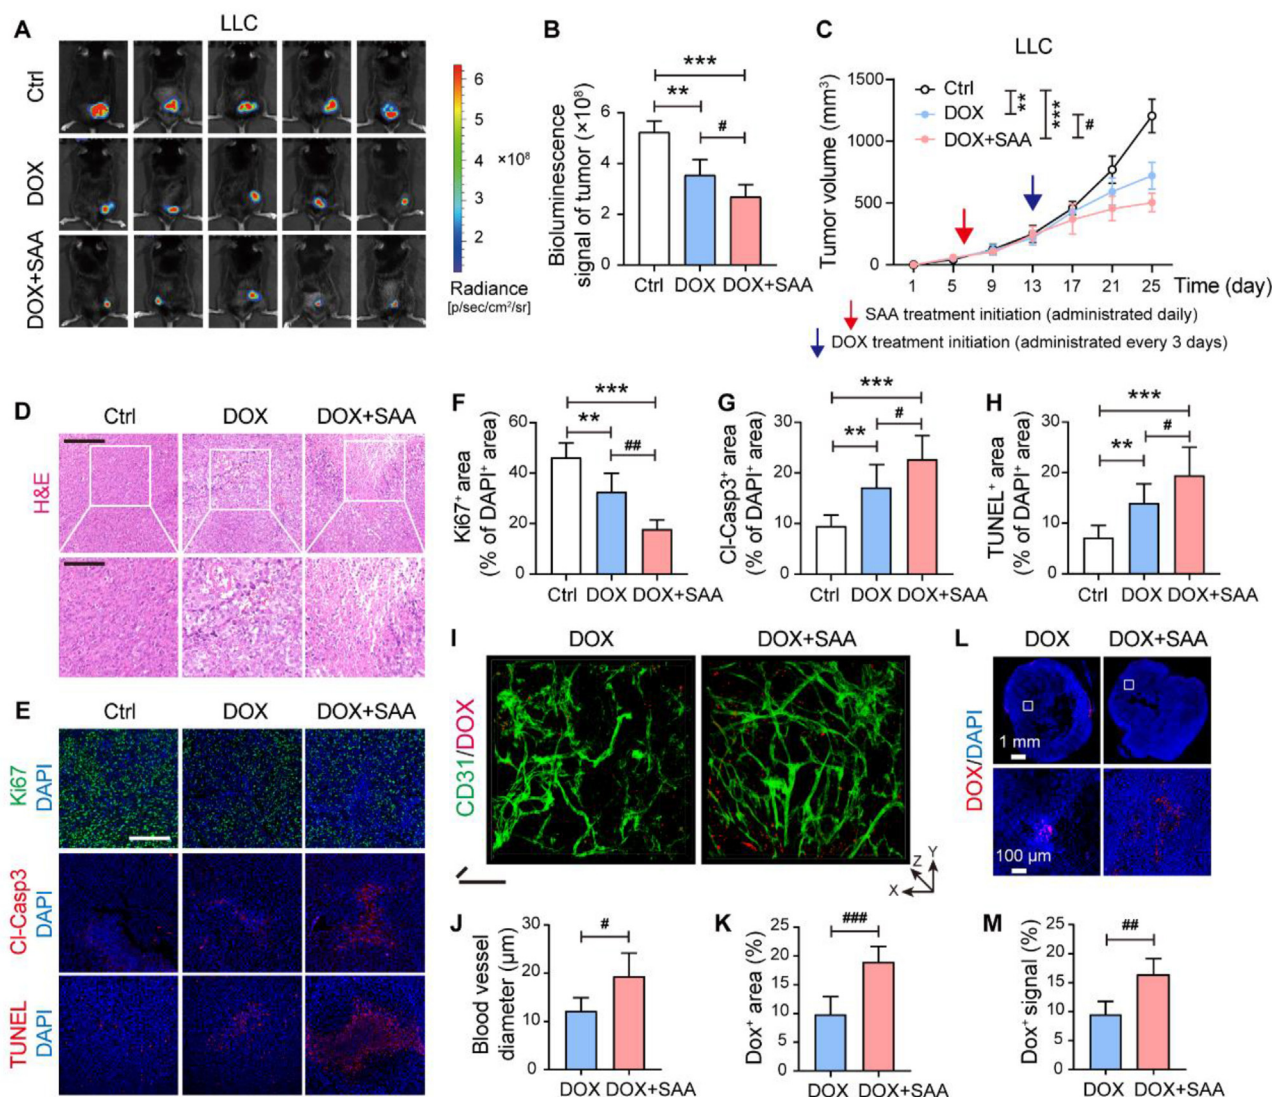 A
LLC
Ctrl
DOX
DOX+SAA
6
5
4
3
2
×10⁸
Radiance
[p/sec/cm²/sr]
B
Bioluminescence
signal of tumor (×10⁸)
6
4
2
0
***
**
#
Ctrl DOX DOX+SAA
C
LLC
Tumor volume (mm³)
1500
1000
500
0
Ctrl
DOX
DOX+SAA
**
***
#
1 5 9 13 17 21 25 Time (day)
SAA treatment initiation (administrated daily)
DOX treatment initiation (administrated every 3 days)
D
Ctrl DOX DOX+SAA
H&E
E
Ctrl DOX DOX+SAA
Ki67
DAPI
Cl-Casp3
DAPI
TUNEL
DAPI
F
Ki67⁺ area
(% of DAPI⁺ area)
60
40
20
0
***
**
##
Ctrl DOX DOX+SAA
G
Cl-Casp3⁺ area
(% of DAPI⁺ area)
30
20
10
0
***
**
#
Ctrl DOX DOX+SAA
H
TUNEL⁺ area
(% of DAPI⁺ area)
30
20
10
0
***
**
#
Ctrl DOX DOX+SAA
I
DOX DOX+SAA
CD31/DOX
X Z Y
J
Blood vessel
diameter (μm)
30
20
10
0
#
DOX DOX+SAA
K
Dox⁺ area (%)
25
20
15
10
5
0
###
DOX DOX+SAA
L
DOX DOX+SAA
DOX/DAPI
1 mm
100 μm
M
Dox⁺ signal (%)
25
20
15
10
5
0
##
DOX DOX+SAA